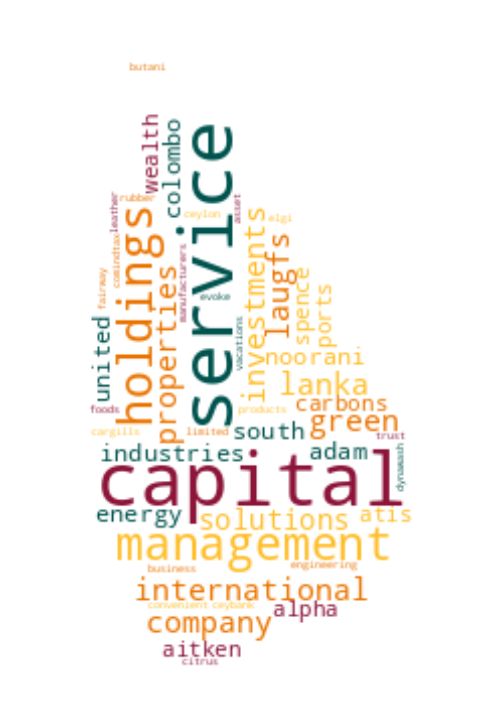 butani
wealth
colombo
service
leather
rubber
asset
ceylon
elgi
holdings
investments
comindtax
laugfs
manufacturers
properties
fairway
spence
ports
evoke
united
vacations
noorani
lanka
carbons
foods
products
green
cargills
limited
south
trust
industries
adam
dynawash
capital
energy
solutions
atis
management
business
engineering
international
convenient
ceybank
alpha
company
aitken
citrus